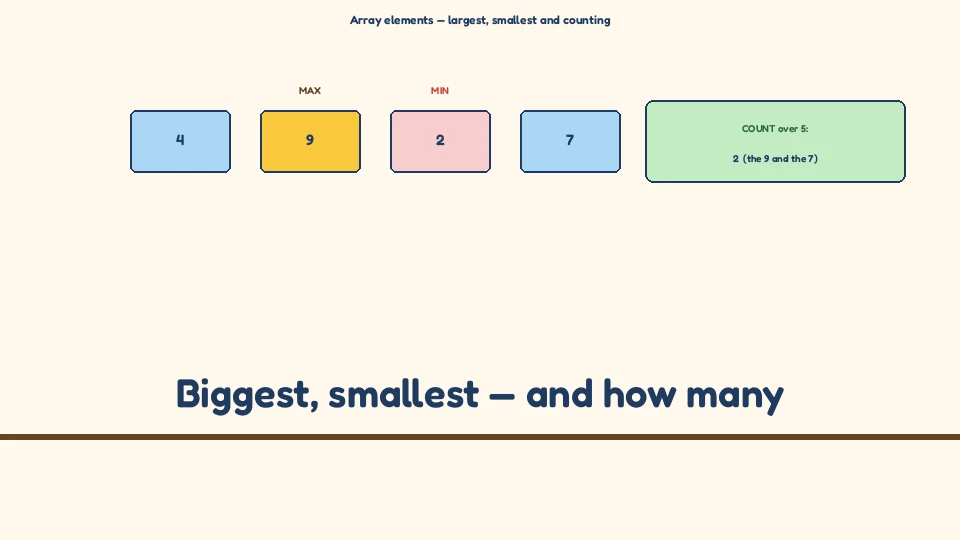 Array elements — largest, smallest and counting
MAX
MIN
4
9
2
7
COUNT over 5:
2 (the 9 and the 7)
Biggest, smallest — and how many